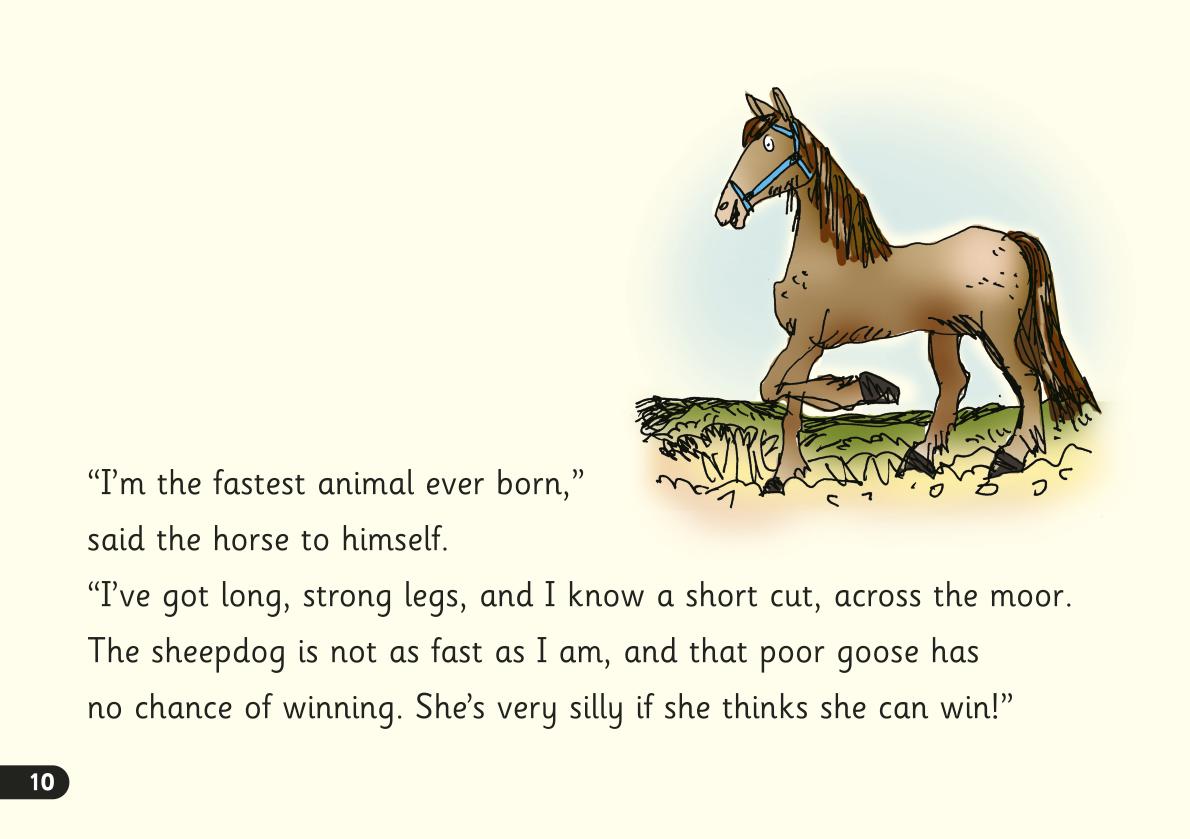 “I’m the fastest animal ever born,”
said the horse to himself.
“I’ve got long, strong legs, and I know a short cut, across the moor.
The sheepdog is not as fast as I am, and that poor goose has
no chance of winning. She’s very silly if she thinks she can win!”
10